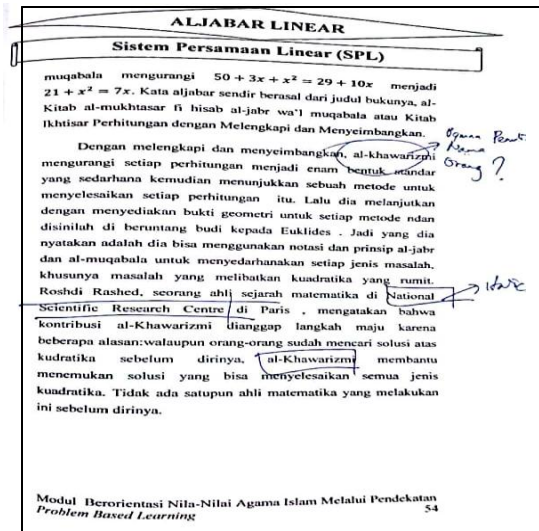 ALJABAR LINEAR
Sistem Persamaan Linear (SPL)
muqabala mengurangi 50 + 3x + x² = 29 + 10x menjadi
21 + x² = 7x. Kata aljabar sendir berasal dari judul bukunya, al-
Kitab al-mukhtasar fi hisab al-jabr wa'l muqabala atau Kitab
Ikhtisar Perhitungan dengan Melengkapi dan Menyeimbangkan.
Dengan melengkapi dan menyeimbangkan, al-khawarizmi
Nama
Orang ?
mengurangi setiap perhitungan menjadi enam bentuk standar
yang sedarhana kemudian menunjukkan sebuah metode untuk
menyelesaikan setiap perhitungan itu. Lalu dia melanjutkan
dengan menyediakan bukti geometri untuk setiap metode ndan
disinilah di beruntang budi kepada Euklides . Jadi yang dia
nyatakan adalah dia bisa menggunakan notasi dan prinsip al-jabr
dan al-muqabala untuk menyedarhanakan setiap jenis masalah,
khusunya masalah yang melibatkan kuadratika yang rumit.
Roshdi Rashed, seorang ahli sejarah matematika di National
Scientific Research Centre di Paris , mengatakan bahwa
kontribusi al-Khawarizmi dianggap langkah maju karena
beberapa alasan:walaupun orang-orang sudah mencari solusi atas
kudratika sebelum dirinya, al-Khawarizmi membantu
menemukan solusi yang bisa menyelesaikan semua jenis
kuadratika. Tidak ada satupun ahli matematika yang melakukan
ini sebelum dirinya.
Modul Berorientasi Nila-Nilai Agama Islam Melalui Pendekatan
Problem Based Learning
54